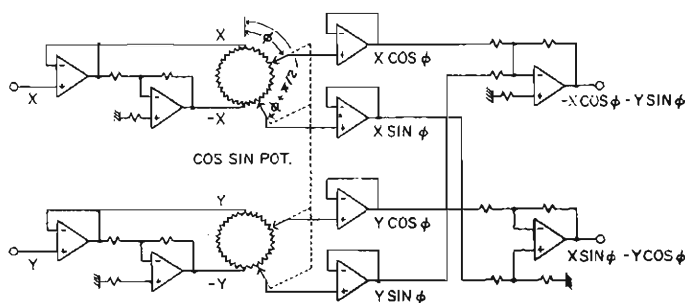 X φ
X COS φ
X
φ + π/2
-X COS φ - Y SIN φ
-X
X SIN φ
COS SIN POT.
Y
Y COS φ
Y
X SIN φ - Y COS φ
-Y
Y SIN φ